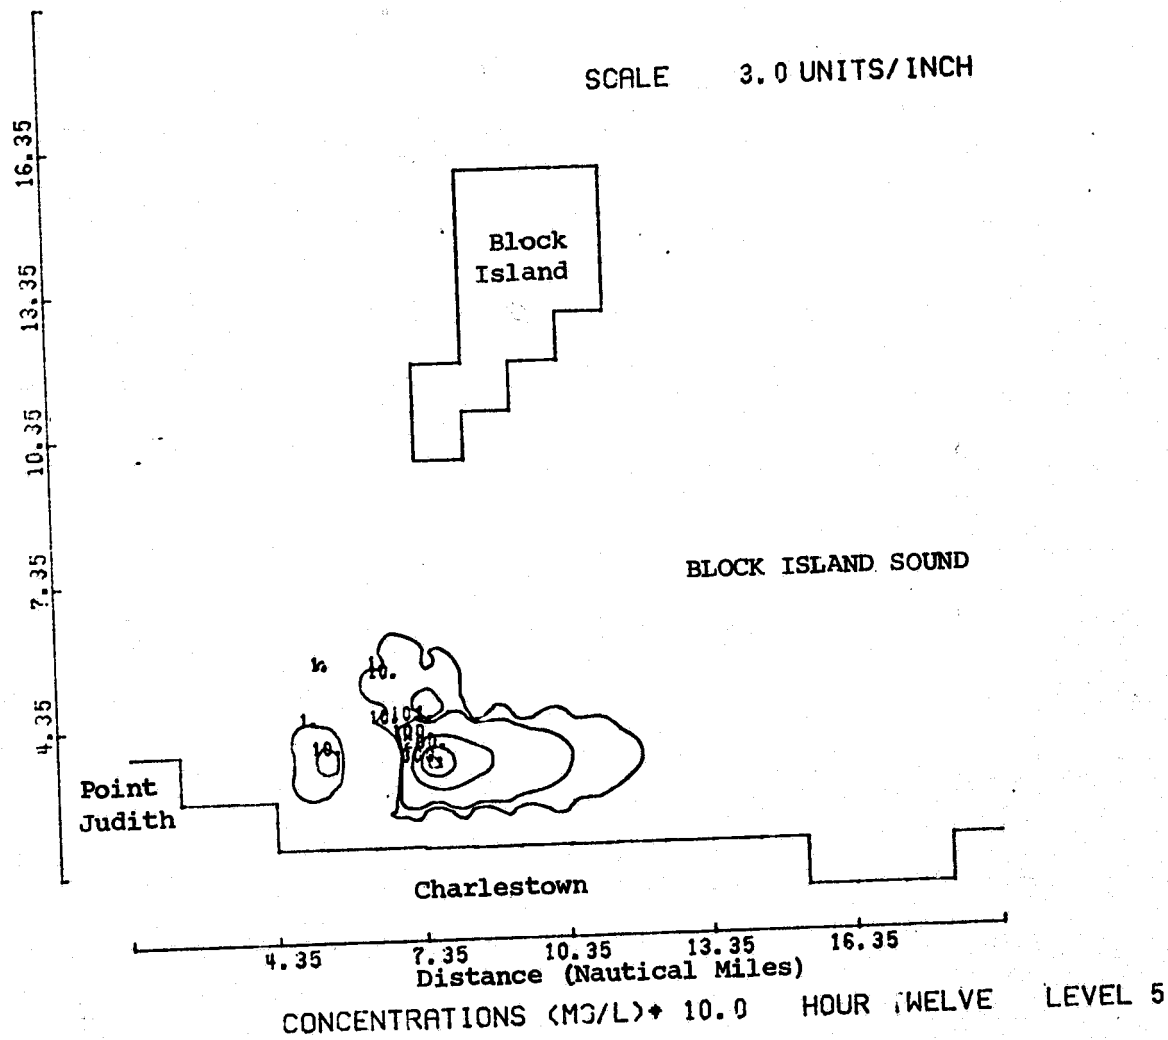 SCALE 3.0 UNITS/INCH
16.35
13.35
10.35
7.35
4.35
Block
Island
BLOCK ISLAND SOUND
1.
10.
1.
10.
Point
Judith
Charlestown
4.35 7.35 10.35 13.35 16.35
Distance (Nautical Miles)
CONCENTRATIONS (MG/L)* 10.0 HOUR TWELVE LEVEL 5